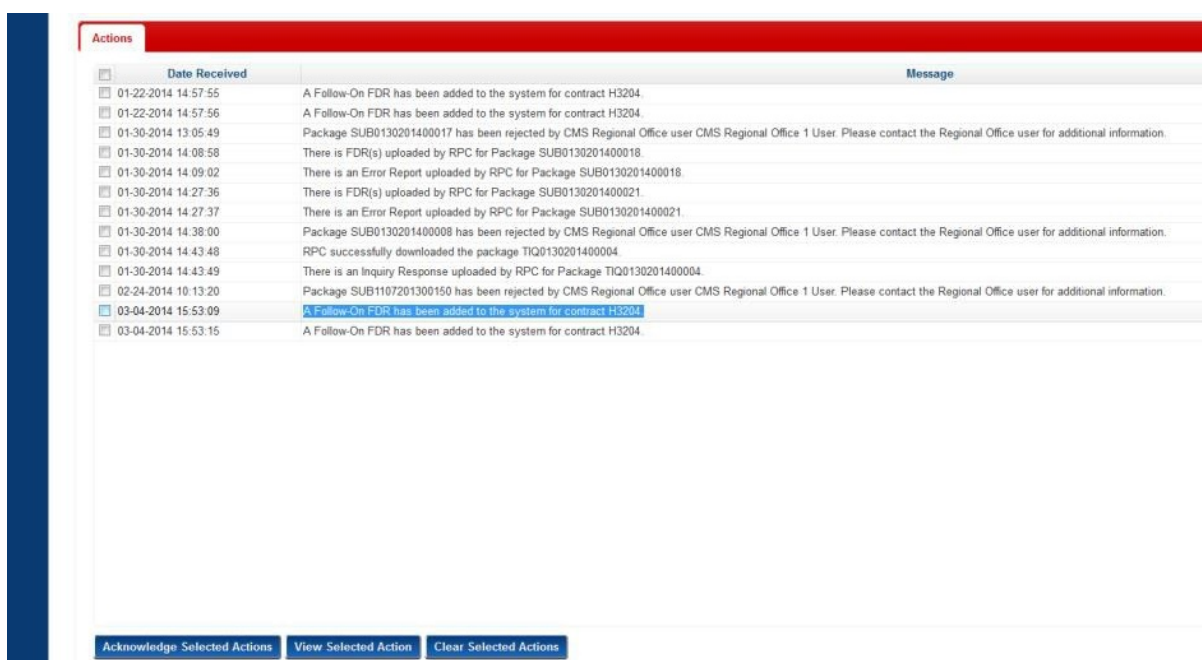 Actions
Date Received Message
01-22-2014 14:57:55 A Follow-On FDR has been added to the system for contract H3204.
01-22-2014 14:57:56 A Follow-On FDR has been added to the system for contract H3204.
01-30-2014 13:05:49 Package SUB0130201400017 has been rejected by CMS Regional Office user CMS Regional Office 1 User. Please contact the Regional Office user for additional information.
01-30-2014 14:08:58 There is FDR(s) uploaded by RPC for Package SUB0130201400018.
01-30-2014 14:09:02 There is an Error Report uploaded by RPC for Package SUB0130201400018.
01-30-2014 14:27:36 There is FDR(s) uploaded by RPC for Package SUB0130201400021.
01-30-2014 14:27:37 There is an Error Report uploaded by RPC for Package SUB0130201400021.
01-30-2014 14:38:00 Package SUB0130201400008 has been rejected by CMS Regional Office user CMS Regional Office 1 User. Please contact the Regional Office user for additional information.
01-30-2014 14:43:48 RPC successfully downloaded the package TIQ0130201400004.
01-30-2014 14:43:49 There is an Inquiry Response uploaded by RPC for Package TIQ0130201400004.
02-24-2014 10:13:20 Package SUB1107201300150 has been rejected by CMS Regional Office user CMS Regional Office 1 User. Please contact the Regional Office user for additional information.
03-04-2014 15:53:09 A Follow-On FDR has been added to the system for contract H3204.
03-04-2014 15:53:15 A Follow-On FDR has been added to the system for contract H3204.
Acknowledge Selected Actions View Selected Action Clear Selected Actions